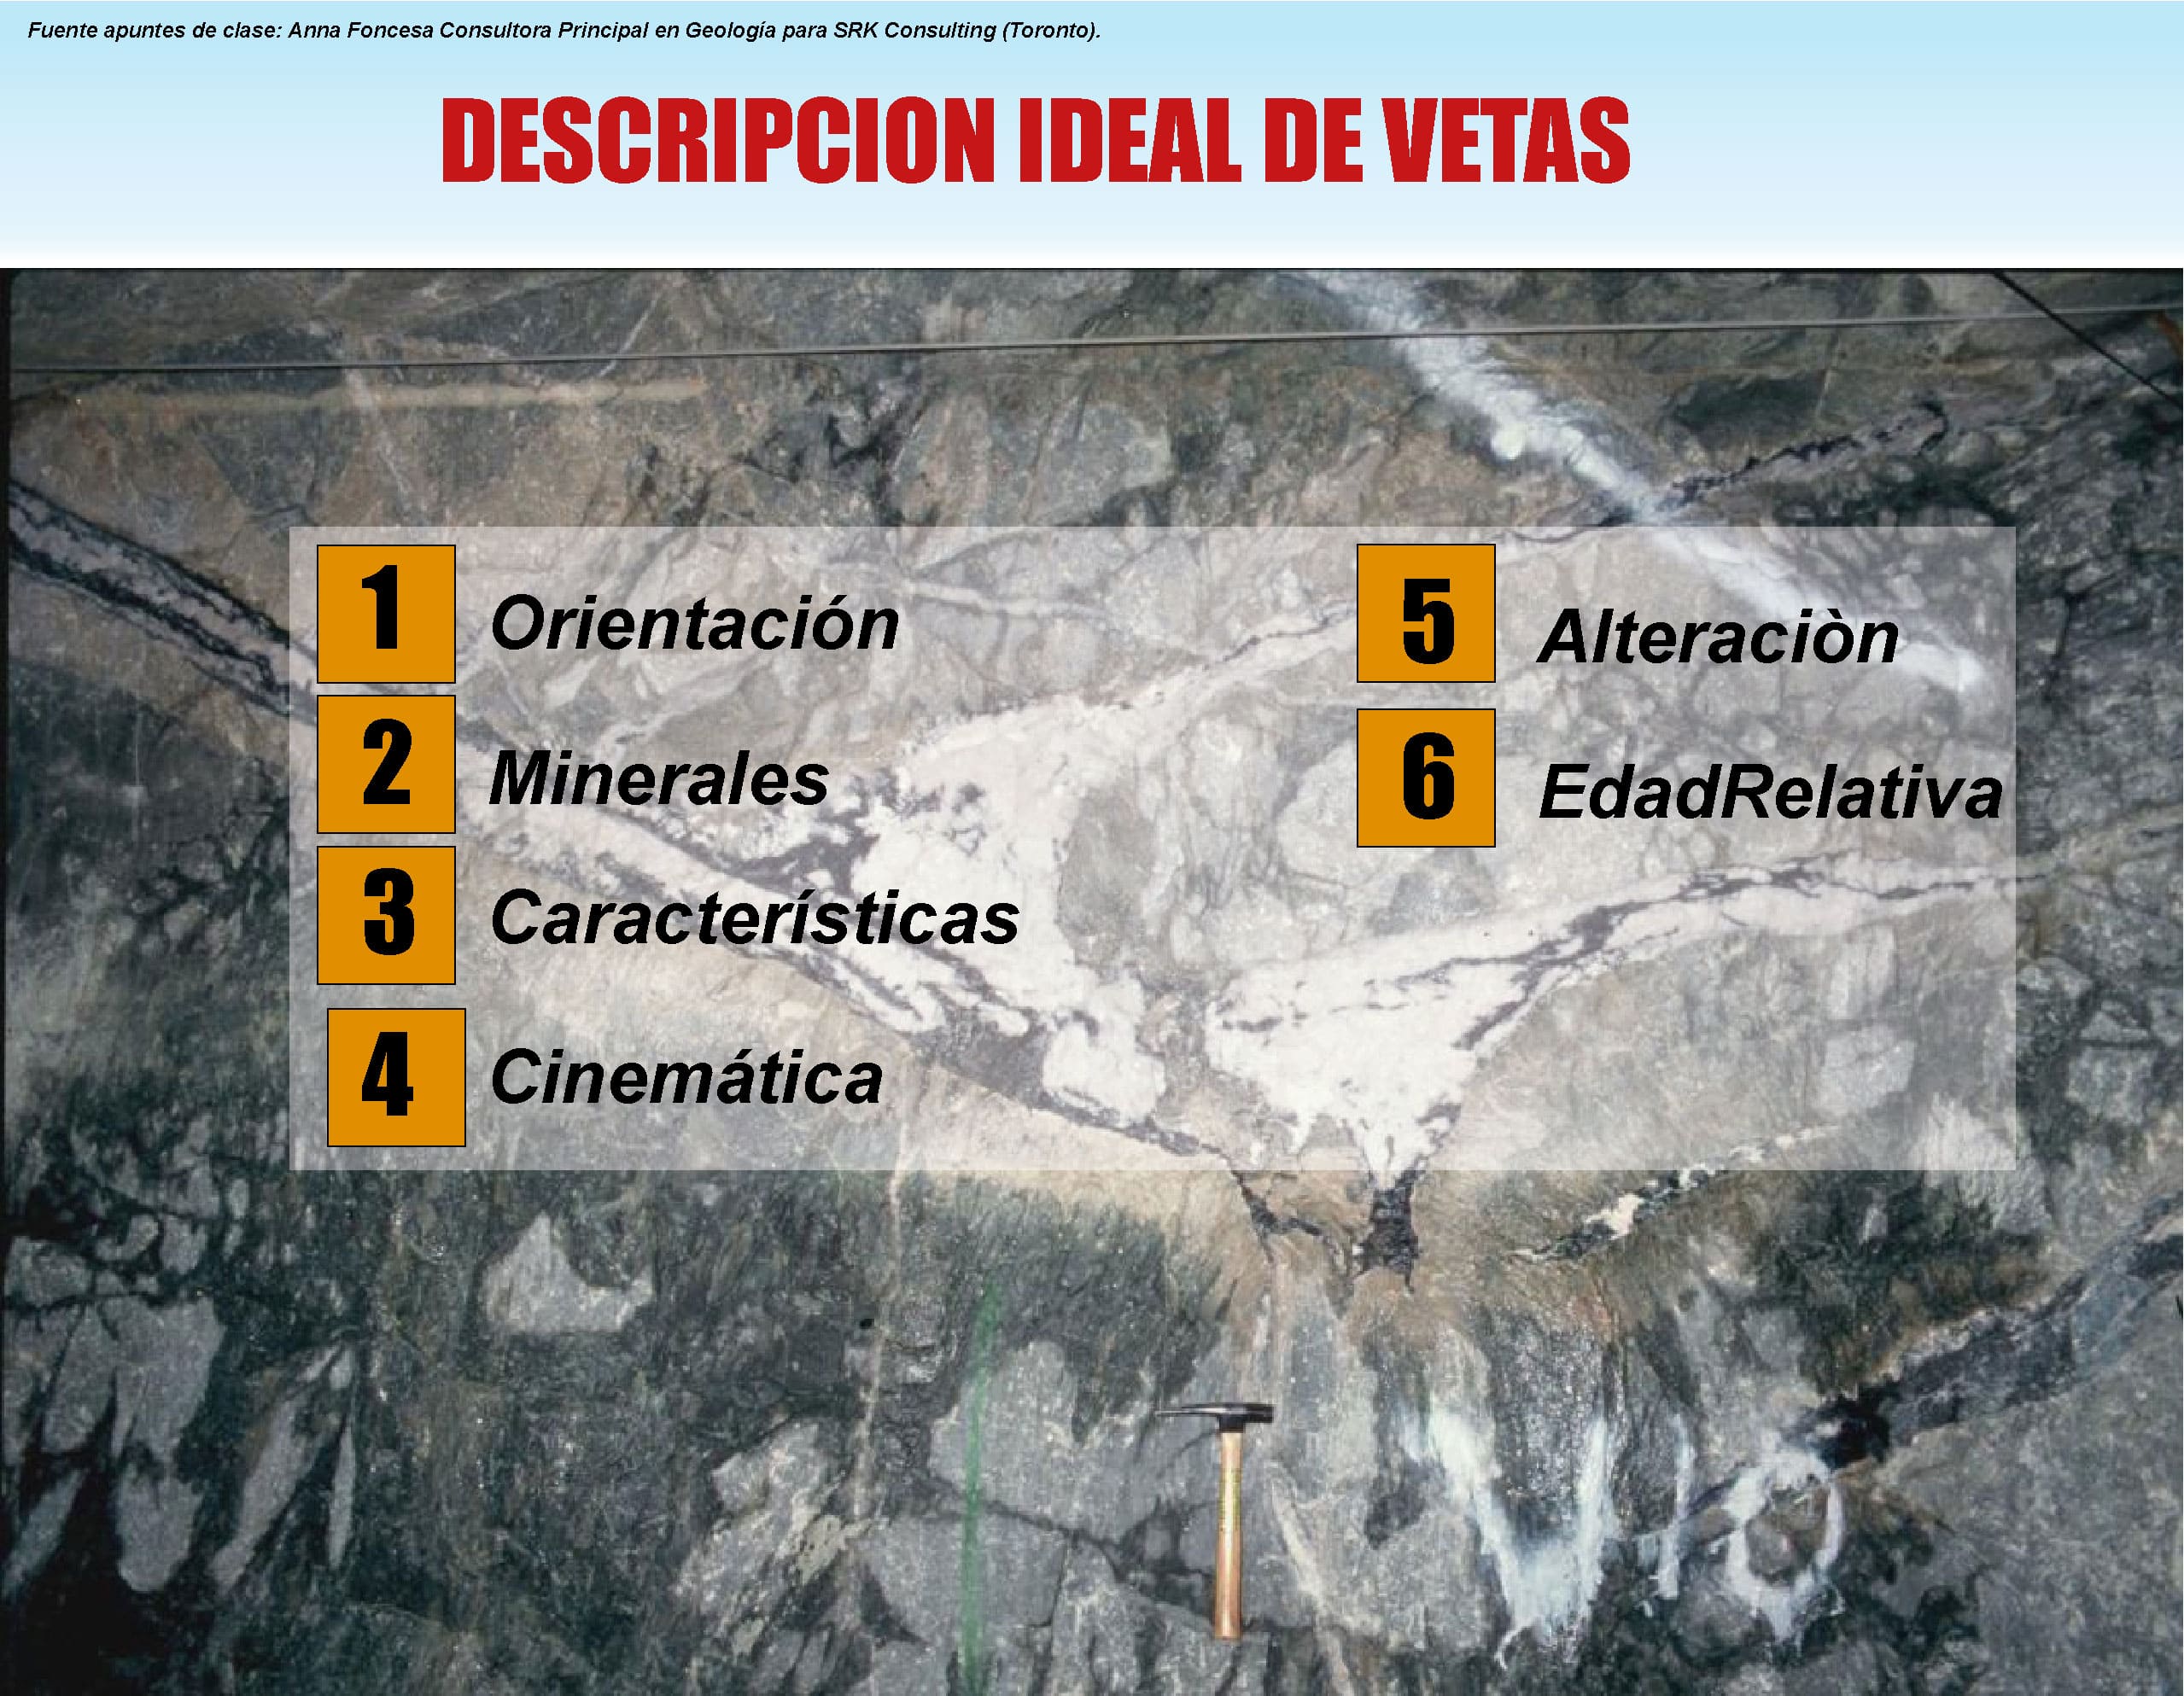 Fuente apuntes de clase: Anna Foncesa Consultora Principal en Geología para SRK Consulting (Toronto).
DESCRIPCION IDEAL DE VETAS
1 Orientación
2 Minerales
3 Características
4 Cinemática
5 Alteraciòn
6 EdadRelativa